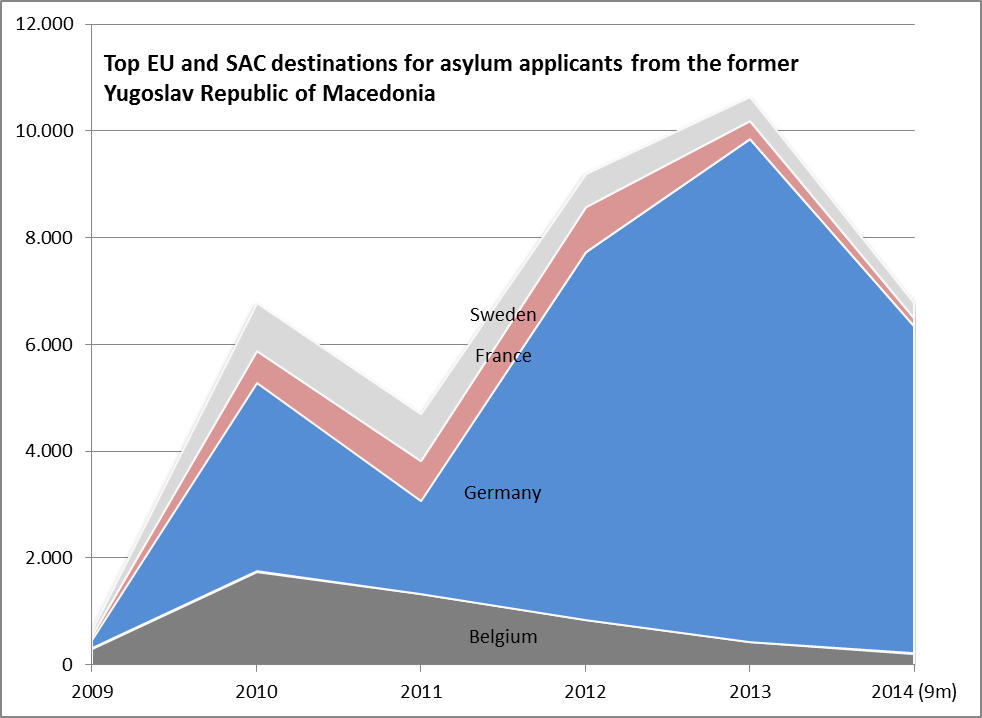 12.000
Top EU and SAC destinations for asylum applicants from the former
Yugoslav Republic of Macedonia
10.000
8.000
6.000
4.000
2.000
0
Sweden
France
Germany
Belgium
2009 2010 2011 2012 2013 2014 (9m)